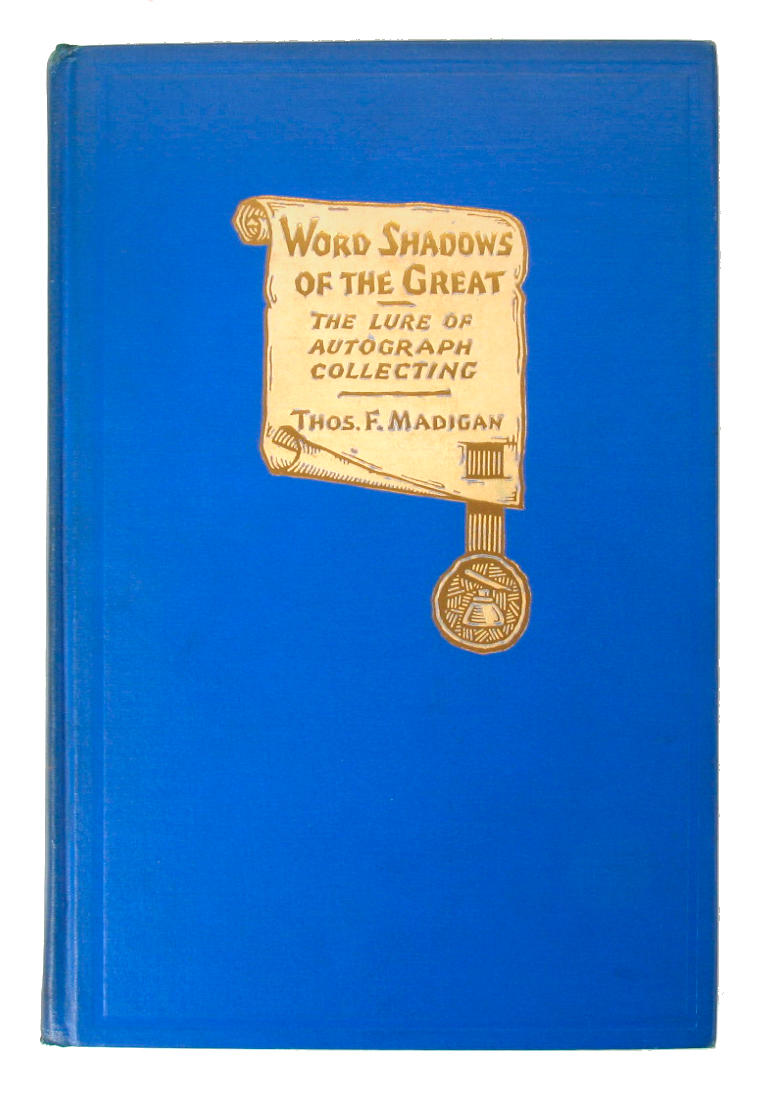 WORD SHADOWS
OF THE GREAT
THE LURE OF
AUTOGRAPH
COLLECTING
THOS. F. MADIGAN